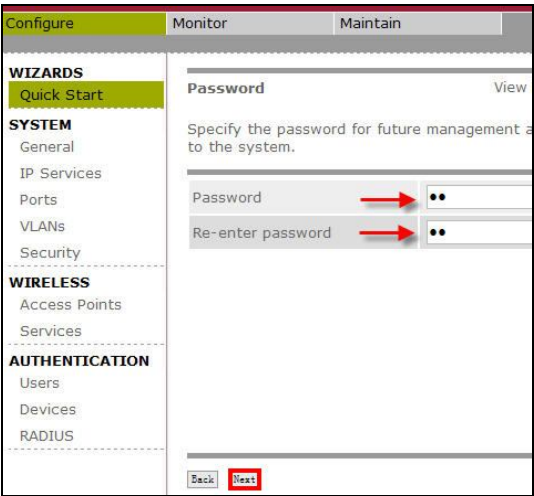 Configure Monitor Maintain
WIZARDS
Quick Start
SYSTEM
General
IP Services
Ports
VLANs
Security
WIRELESS
Access Points
Services
AUTHENTICATION
Users
Devices
RADIUS
Password View
Specify the password for future management a
to the system.
Password ••
Re-enter password ••
Back Next